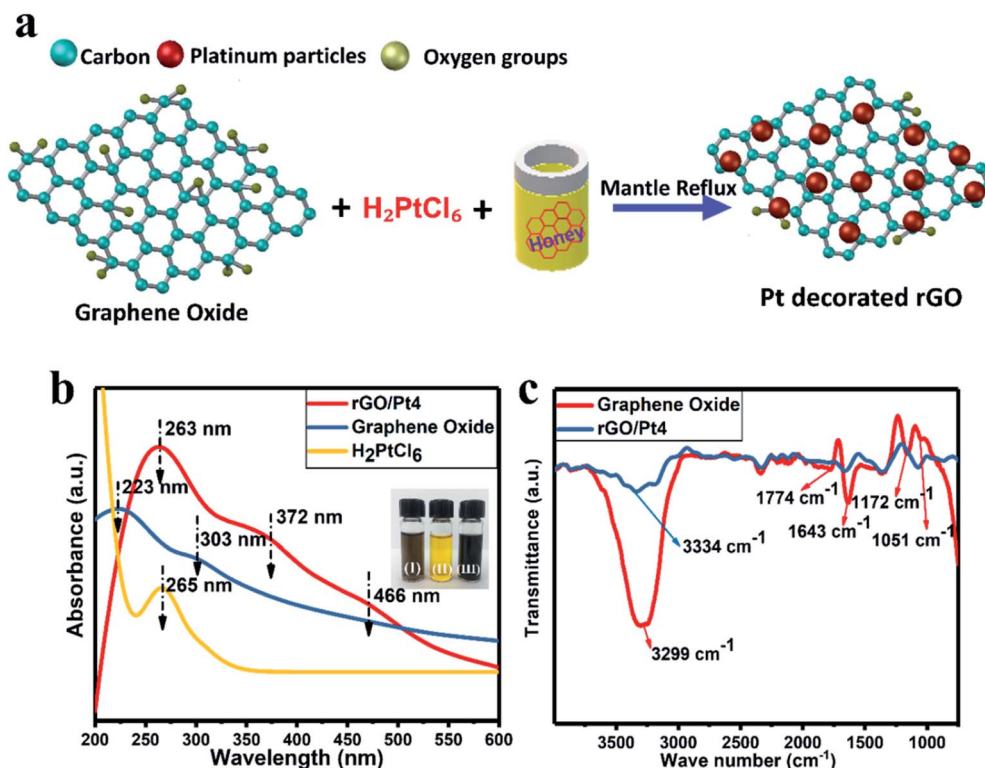 a
Carbon Platinum particles Oxygen groups
+ H₂PtCl₆ +
Honey
Mantle Reflux
Graphene Oxide
Pt decorated rGO
b
rGO/Pt4
Graphene Oxide
H₂PtCl₆
263 nm
223 nm
372 nm
303 nm
265 nm
466 nm
(I) (II) (III)
Absorbance (a.u.)
200 250 300 350 400 450 500 550 600
Wavelength (nm)
c
Graphene Oxide
rGO/Pt4
1774 cm⁻¹
1172 cm⁻¹
1643 cm⁻¹
1051 cm⁻¹
3334 cm⁻¹
3299 cm⁻¹
Transmittance (a.u.)
3500 3000 2500 2000 1500 1000
Wave number (cm⁻¹)